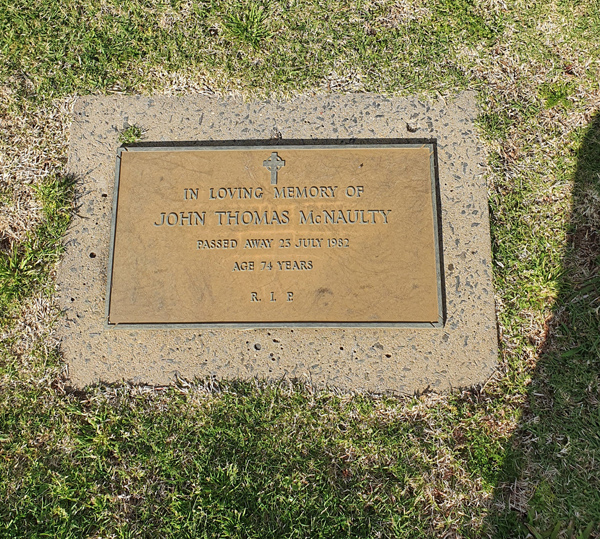 IN LOVING MEMORY OF
JOHN THOMAS McNAULTY
PASSED AWAY 23 JULY 1982
AGE 74 YEARS
R. I. P.